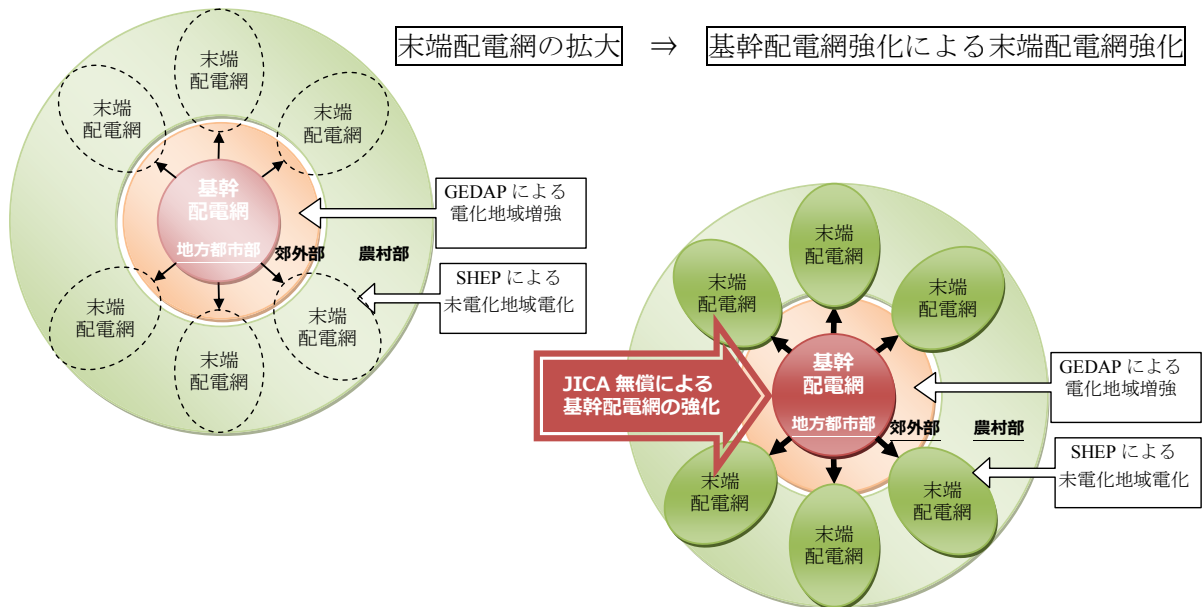 末端配電網の拡大 ⇒ 基幹配電網強化による末端配電網強化
末端
配電網
末端
配電網
末端
配電網
基幹
配電網
地方都市部
郊外部
農村部
末端
配電網
末端
配電網
末端
配電網
GEDAP による
電化地域増強
SHEP による
未電化地域電化
末端
配電網
末端
配電網
末端
配電網
JICA 無償による
基幹配電網の強化
基幹
配電網
地方都市部
郊外部
農村部
末端
配電網
末端
配電網
末端
配電網
GEDAP による
電化地域増強
SHEP による
未電化地域電化